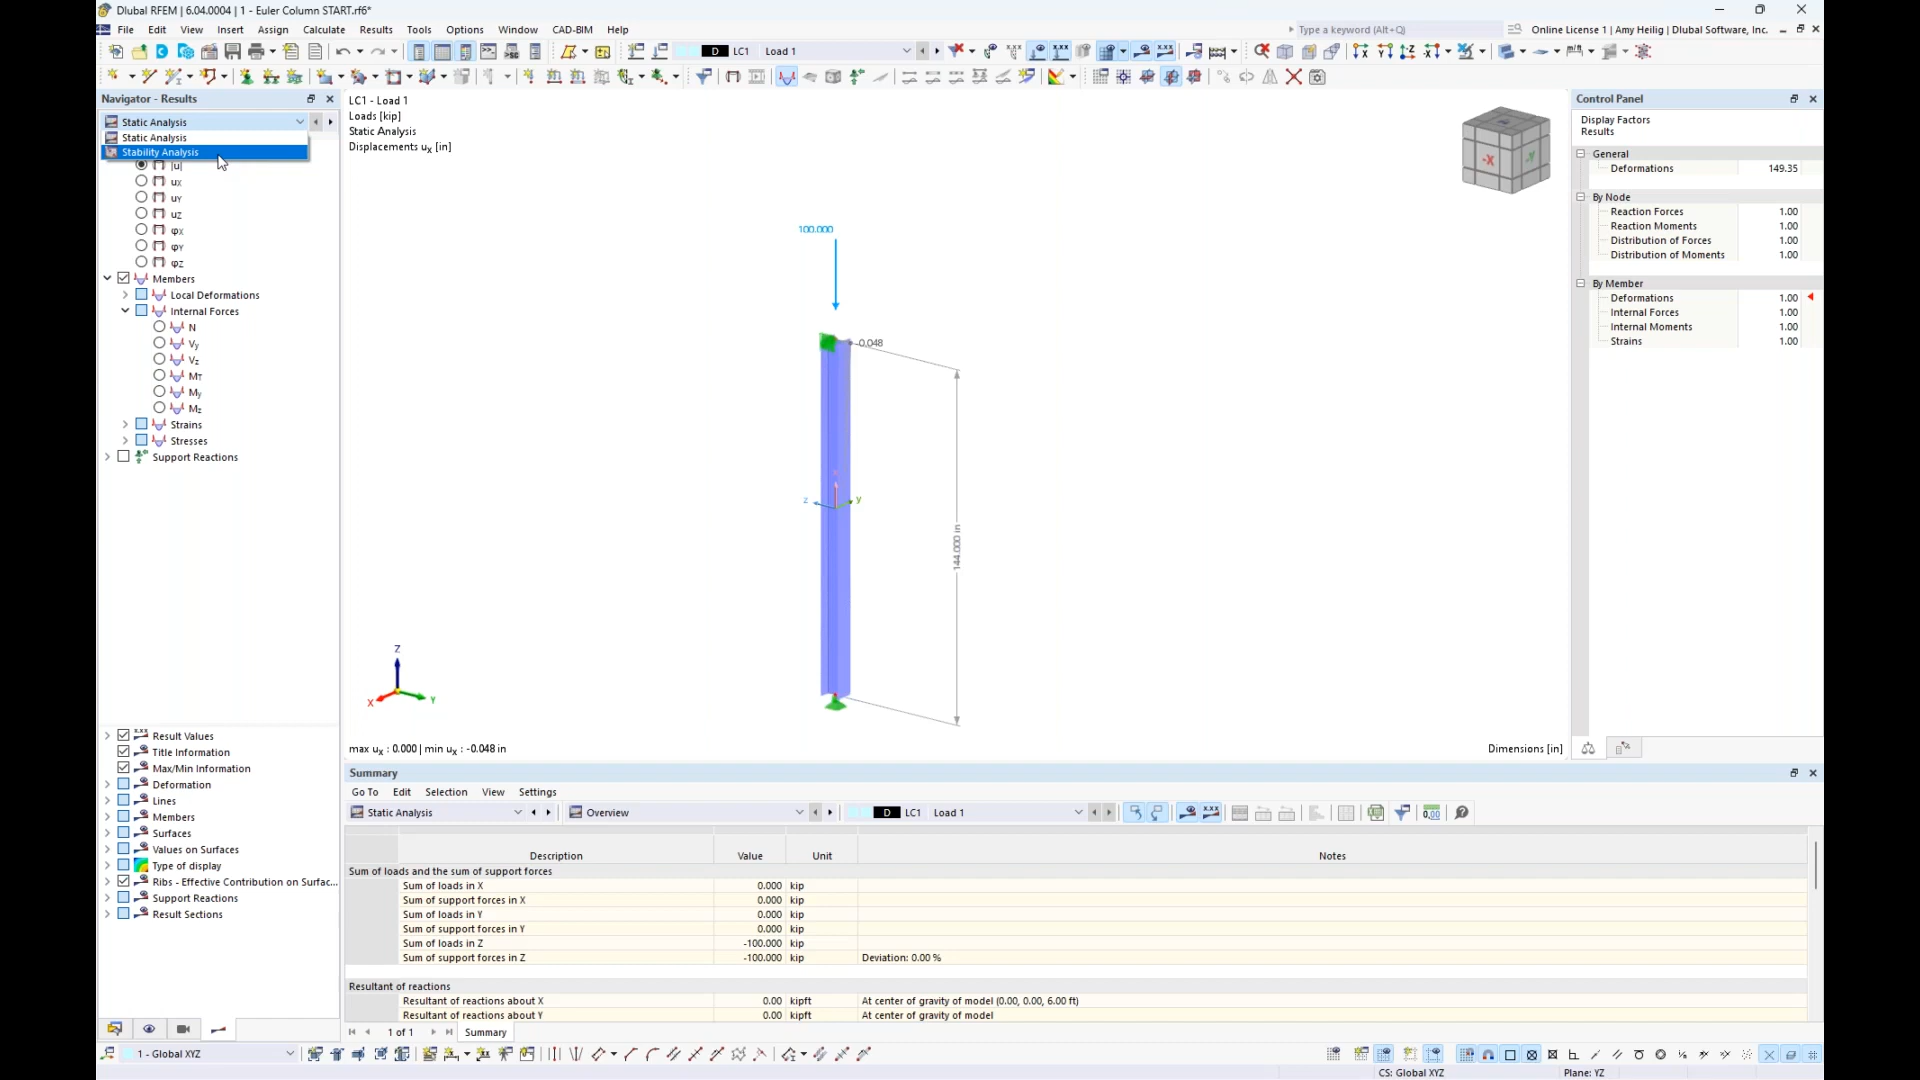 Dlubal RFEM | 6.04.0004 | 1 - Euler Column START.rf6*
File Edit View Insert Assign Calculate Results Tools Options Window CAD-BIM Help
Type a keyword (Alt+Q)
Online License 1 | Amy Heilig | Dlubal Software, Inc.
D LC1 Load 1
Navigator - Results
Static Analysis
Static Analysis
Stability Analysis
|u|
uX
uY
uZ
φX
φY
φZ
Members
Local Deformations
Internal Forces
N
Vy
Vz
MT
My
Mz
Strains
Stresses
Support Reactions
Result Values
Title Information
Max/Min Information
Deformation
Lines
Members
Surfaces
Values on Surfaces
Type of display
Ribs - Effective Contribution on Surfac...
Support Reactions
Result Sections
LC1 - Load 1
Loads [kip]
Static Analysis
Displacements ux [in]
100.000
-0.048
x
z
y
144.000 in
Z
X
Y
-X
-Y
max ux : 0.000 | min ux : -0.048 in
Dimensions [in]
Control Panel
Display Factors
Results
General
Deformations 149.35
By Node
Reaction Forces 1.00
Reaction Moments 1.00
Distribution of Forces 1.00
Distribution of Moments 1.00
By Member
Deformations 1.00
Internal Forces 1.00
Internal Moments 1.00
Strains 1.00
Summary
Go To Edit Selection View Settings
Static Analysis Overview D LC1 Load 1
Description Value Unit Notes
Sum of loads and the sum of support forces
Sum of loads in X 0.000 kip
Sum of support forces in X 0.000 kip
Sum of loads in Y 0.000 kip
Sum of support forces in Y 0.000 kip
Sum of loads in Z -100.000 kip
Sum of support forces in Z -100.000 kip Deviation: 0.00 %
Resultant of reactions
Resultant of reactions about X 0.00 kipft At center of gravity of model (0.00, 0.00, 6.00 ft)
Resultant of reactions about Y 0.00 kipft At center of gravity of model
1 of 1 Summary
1 - Global XYZ
CS: Global XYZ Plane: YZ